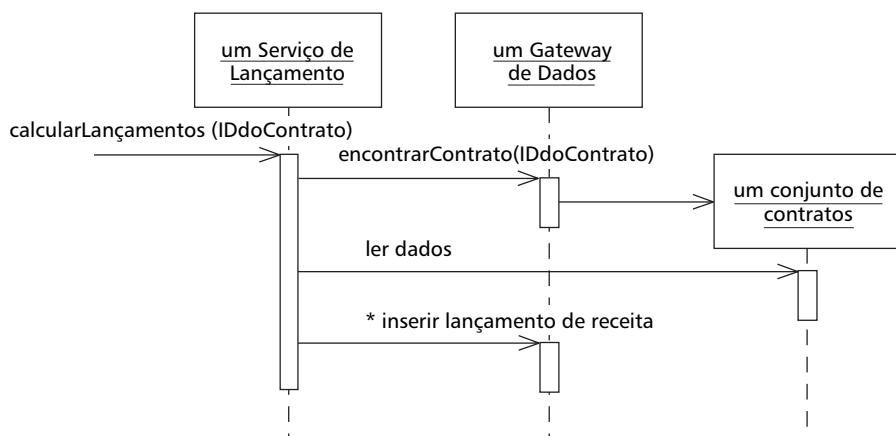 um Serviço de
Lançamento
um Gateway
de Dados
calcularLançamentos (IDdoContrato)
encontrarContrato(IDdoContrato)
um conjunto de
contratos
ler dados
* inserir lançamento de receita